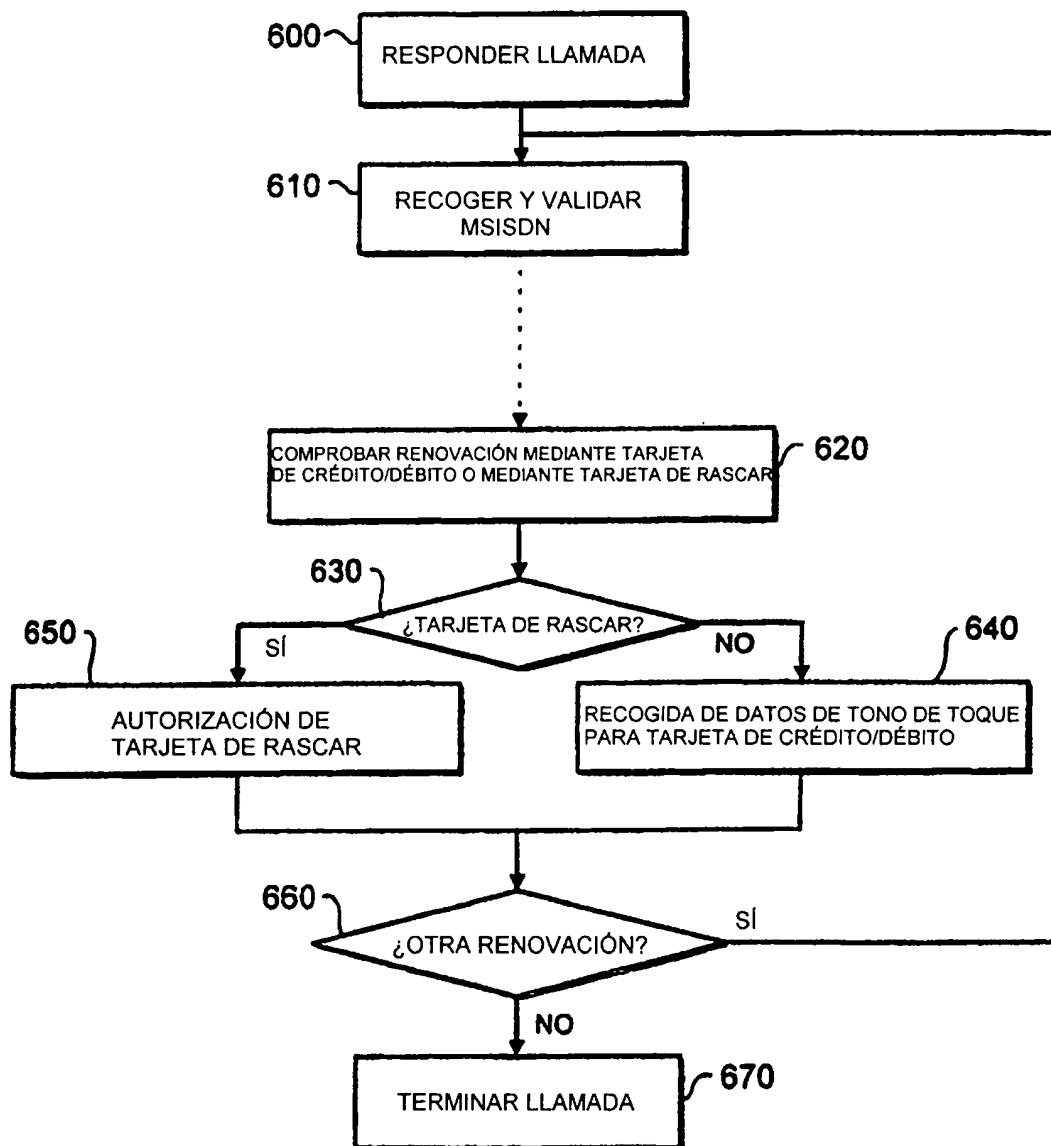 600
RESPONDER LLAMADA
610
RECOGER Y VALIDAR
MSISDN
COMPROBAR RENOVACIÓN MEDIANTE TARJETA
DE CRÉDITO/DÉBITO O MEDIANTE TARJETA DE RASCAR
620
630
¿TARJETA DE RASCAR?
SÍ
NO
650
640
AUTORIZACIÓN DE
TARJETA DE RASCAR
RECOGIDA DE DATOS DE TONO DE TOQUE
PARA TARJETA DE CRÉDITO/DÉBITO
660
¿OTRA RENOVACIÓN?
SÍ
NO
670
TERMINAR LLAMADA